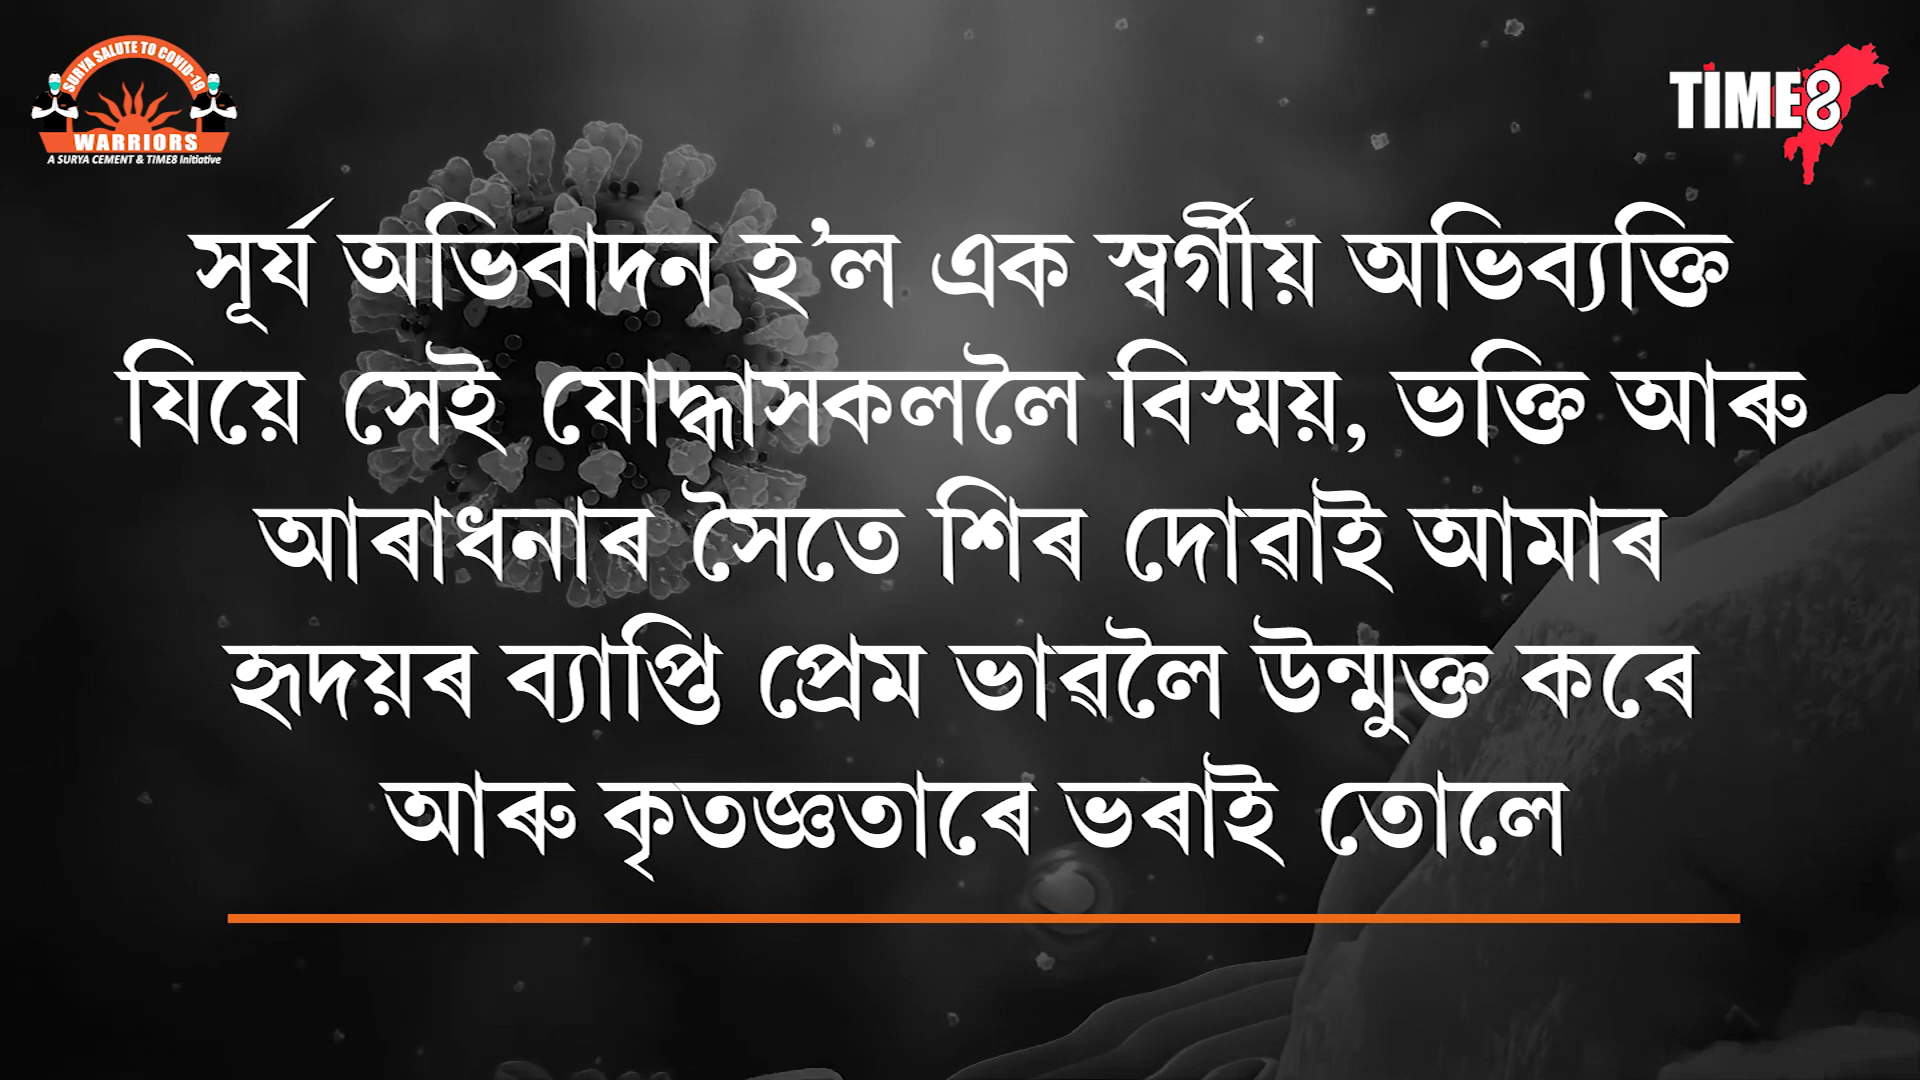 SURYA SALUTE TO COVID-19
WARRIORS
A SURYA CEMENT & TIME8 Initiative
TIME8
সূৰ্য অভিবাদন হ’ল এক স্বৰ্গীয় অভিব্যক্তি
যিয়ে সেই যোদ্ধাসকললৈ বিস্ময়, ভক্তি আৰু
আৰাধনাৰ সৈতে শিৰ দোৱাই আমাৰ
হৃদয়ৰ ব্যাপ্তি প্ৰেম ভাৱলৈ উন্মুক্ত কৰে
আৰু কৃতজ্ঞতাৰে ভৰাই তোলে